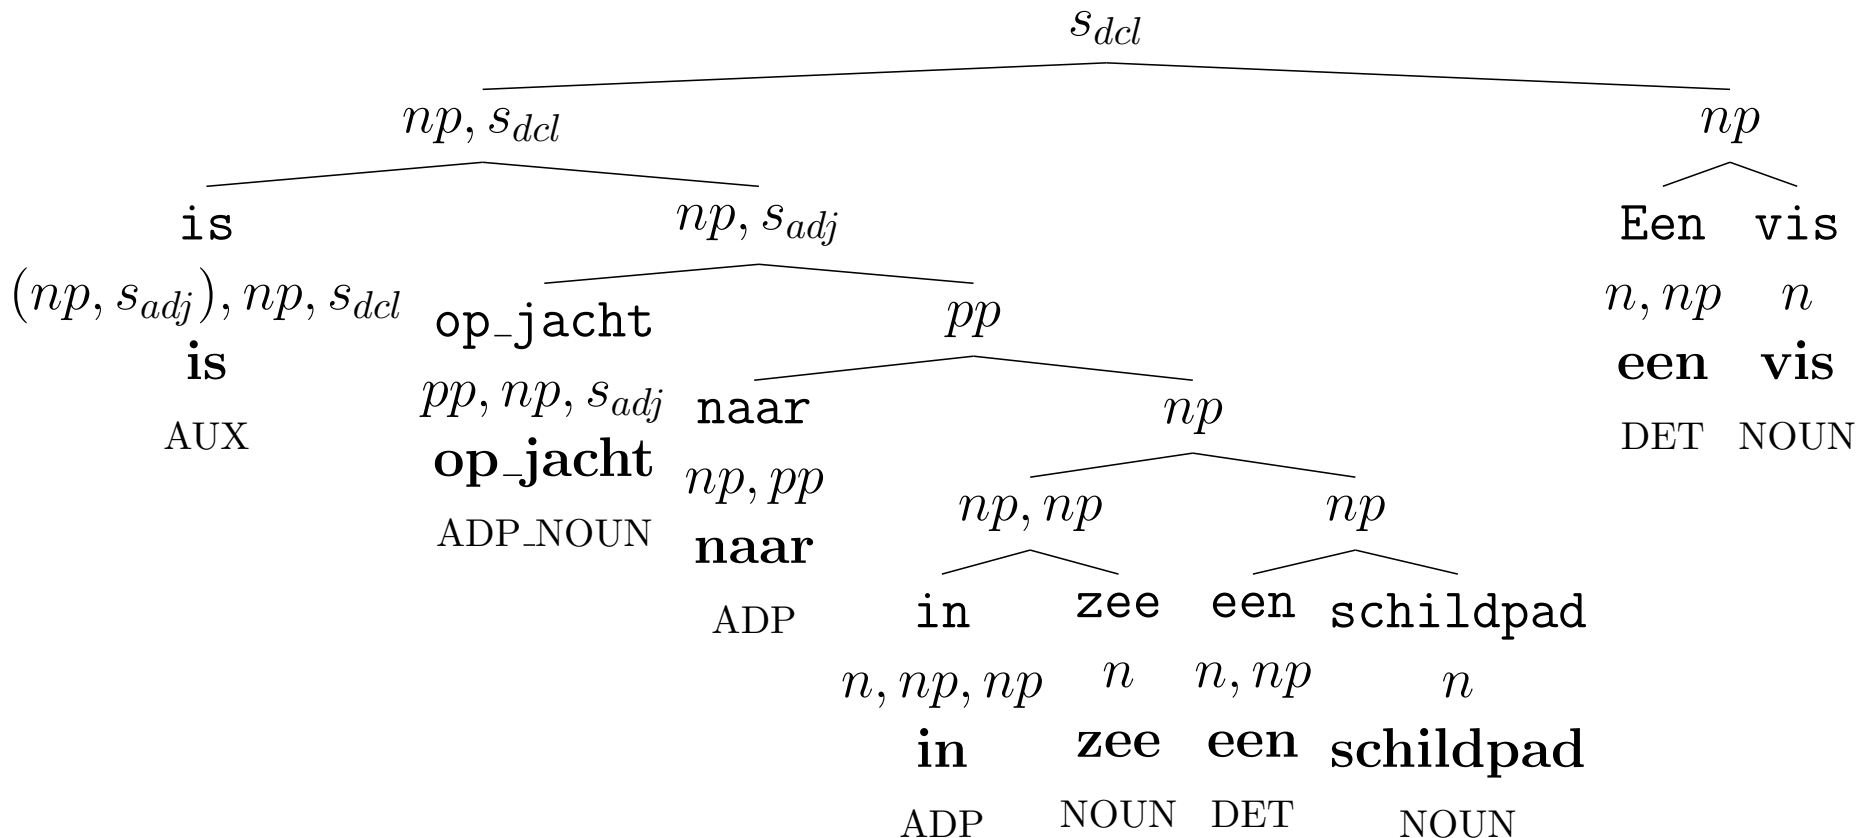 s_dcl
np, s_dcl np
is np, s_adj Een vis
(np, s_adj), np, s_dcl op_jacht pp n, np n
is pp, np, s_adj naar np een vis
AUX op_jacht np, pp np, np np DET NOUN
ADP_NOUN naar in zee een schildpad
ADP n, np, np n n, np n
in zee een schildpad
ADP NOUN DET NOUN